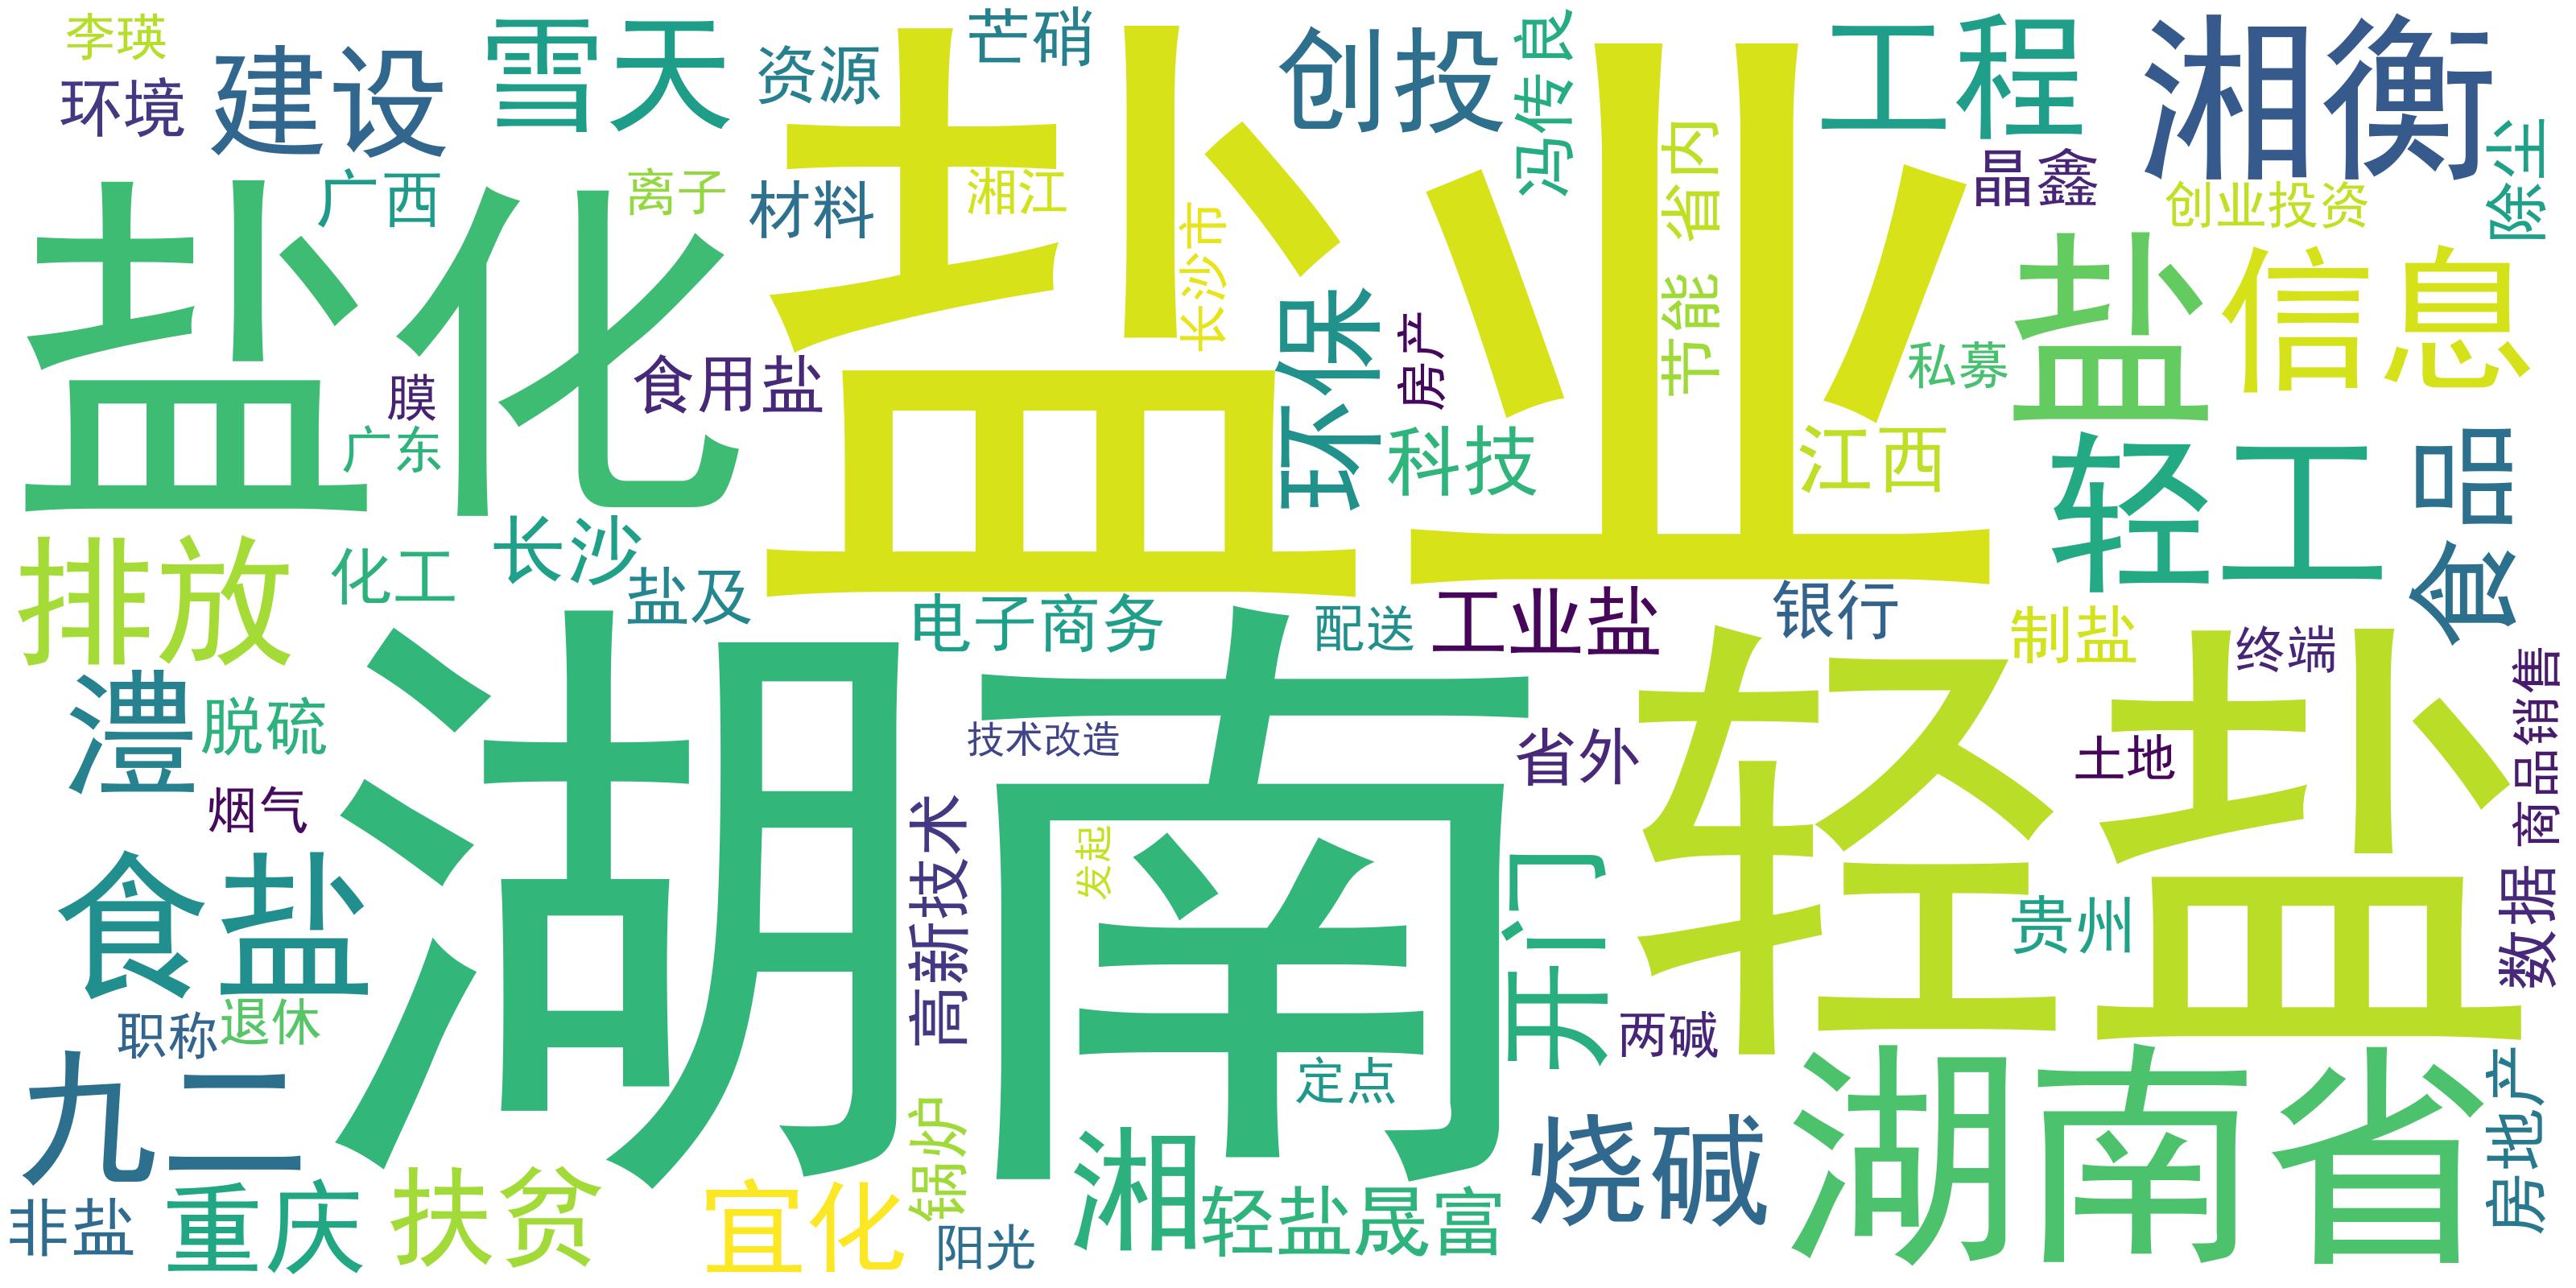 李瑛
环境
建设
雪天
资源
芒硝
盐业
创投
冯传良
工程
湘衡
除尘
盐化
广西
离子
材料
湘江
长沙市
省内
节能
晶鑫
创业投资
食用盐
膜
广东
环保
房产
科技
江西
私募
盐
信息
轻工
食品
排放
化工
长沙
盐及
电子商务
配送
工业盐
银行
制盐
终端
商品销售
澧
脱硫
烟气
湖南
技术改造
发起
省外
轻盐
土地
数据
食盐
高新技术
开门
贵州
职称
退休
两碱
定点
九二
湖南省
房地产
非盐
重庆
扶贫
宜化
锅炉
阳光
湘
轻盐晟富
烧碱